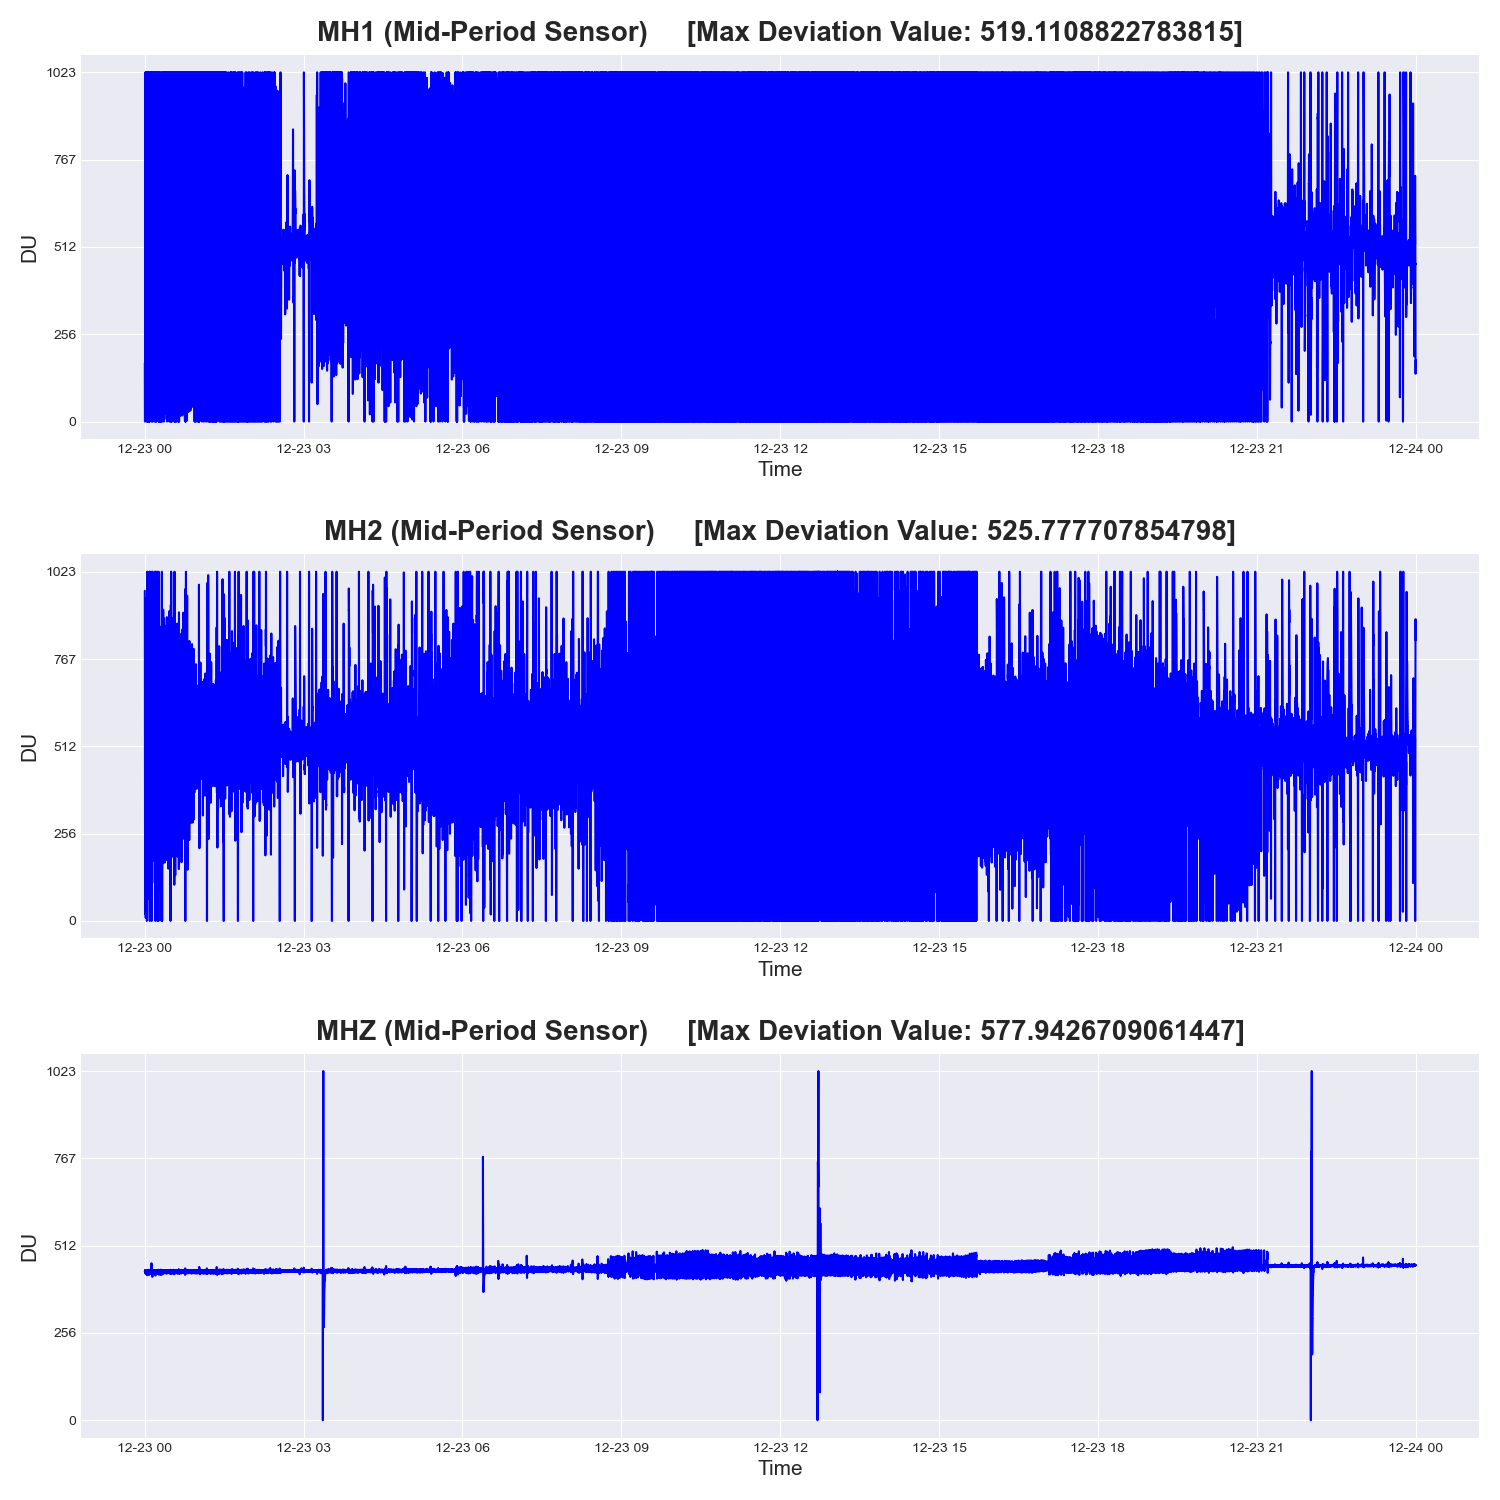 MH1 (Mid-Period Sensor) [Max Deviation Value: 519.1108822783815]
1023
767
512
256
0
DU
12-23 00 12-23 03 12-23 06 12-23 09 12-23 12 12-23 15 12-23 18 12-23 21 12-24 00
Time
MH2 (Mid-Period Sensor) [Max Deviation Value: 525.777707854798]
1023
767
512
256
0
DU
12-23 00 12-23 03 12-23 06 12-23 09 12-23 12 12-23 15 12-23 18 12-23 21 12-24 00
Time
MHZ (Mid-Period Sensor) [Max Deviation Value: 577.9426709061447]
1023
767
512
256
0
DU
12-23 00 12-23 03 12-23 06 12-23 09 12-23 12 12-23 15 12-23 18 12-23 21 12-24 00
Time